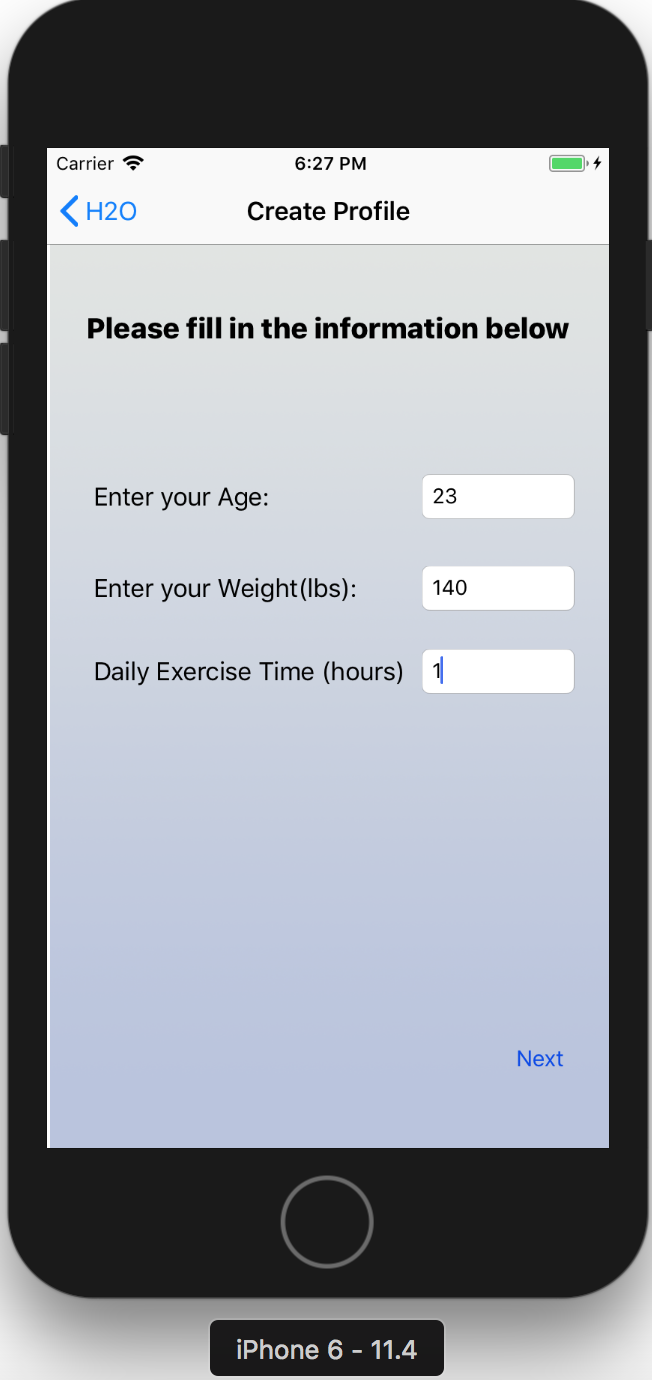 Carrier 6:27 PM
H2O Create Profile
Please fill in the information below
Enter your Age: 23
Enter your Weight(lbs): 140
Daily Exercise Time (hours) 1
Next
iPhone 6 - 11.4